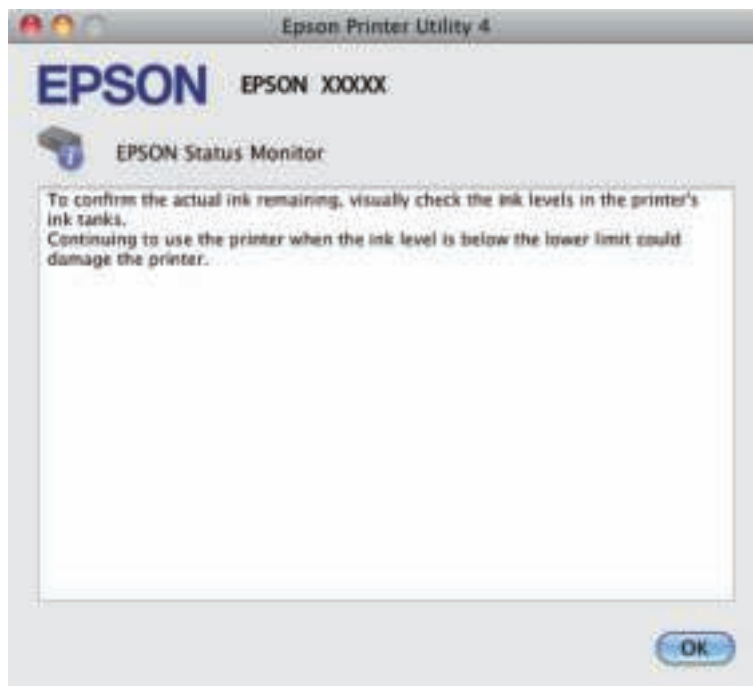 Epson Printer Utility 4
EPSON EPSON XXXXX
EPSON Status Monitor
To confirm the actual ink remaining, visually check the ink levels in the printer's
ink tanks.
Continuing to use the printer when the ink level is below the lower limit could
damage the printer.
OK